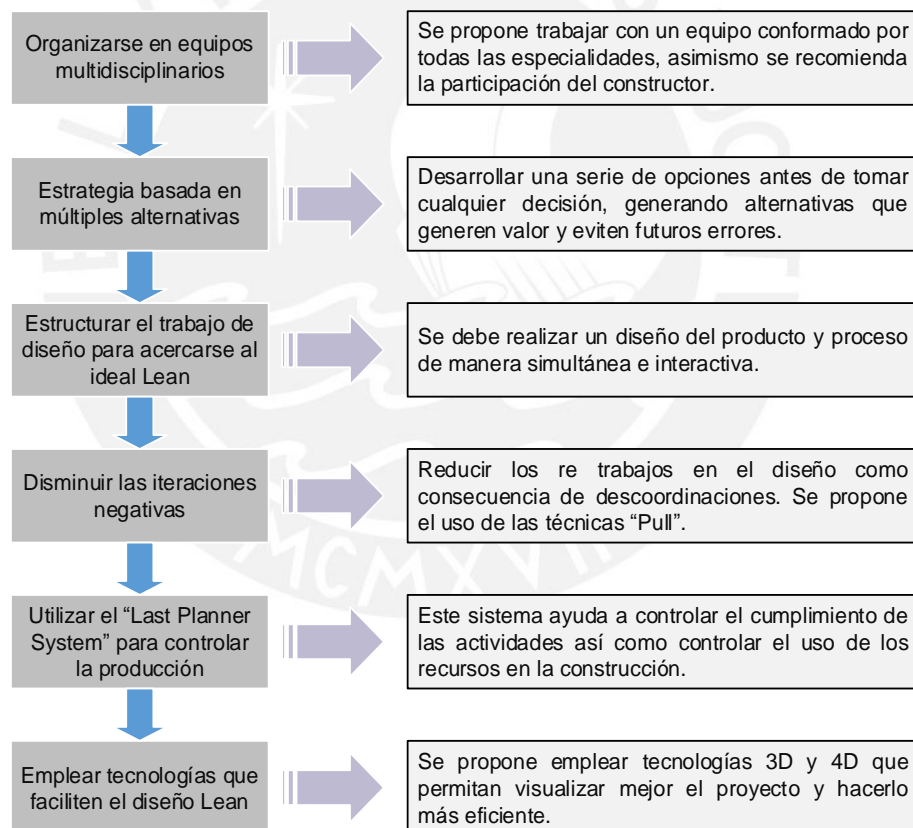 Organizarse en equipos
multidisciplinarios
Se propone trabajar con un equipo conformado por
todas las especialidades, asimismo se recomienda
la participación del constructor.
Estrategia basada en
múltiples alternativas
Desarrollar una serie de opciones antes de tomar
cualquier decisión, generando alternativas que
generen valor y eviten futuros errores.
Estructurar el trabajo de
diseño para acercarse al
ideal Lean
Se debe realizar un diseño del producto y proceso
de manera simultánea e interactiva.
Disminuir las iteraciones
negativas
Reducir los re trabajos en el diseño como
consecuencia de descoordinaciones. Se propone
el uso de las técnicas “Pull”.
MCMXVII
Utilizar el “Last Planner
System” para controlar
la producción
Este sistema ayuda a controlar el cumplimiento de
las actividades así como controlar el uso de los
recursos en la construcción.
Emplear tecnologías que
faciliten el diseño Lean
Se propone emplear tecnologías 3D y 4D que
permitan visualizar mejor el proyecto y hacerlo
más eficiente.